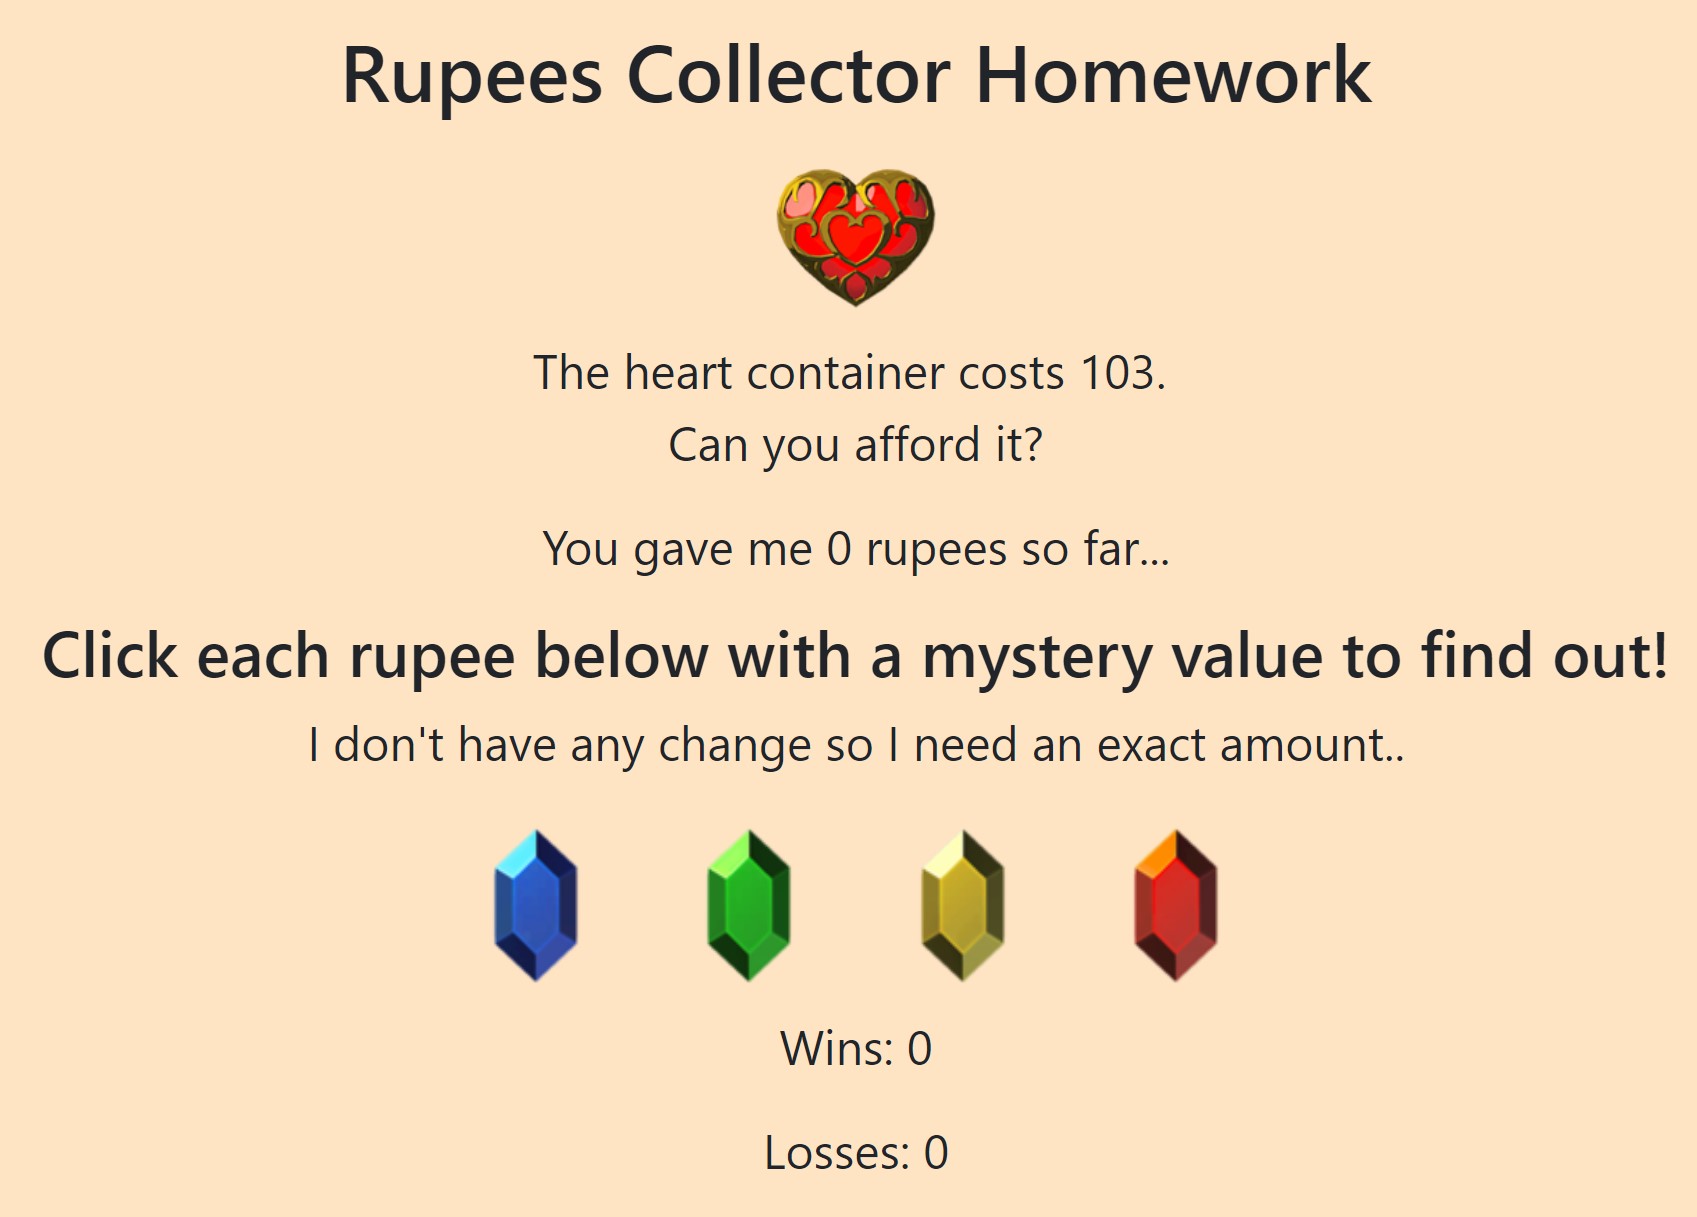 Rupees Collector Homework
The heart container costs 103.
Can you afford it?
You gave me 0 rupees so far...
Click each rupee below with a mystery value to find out!
I don't have any change so I need an exact amount..
Wins: 0
Losses: 0